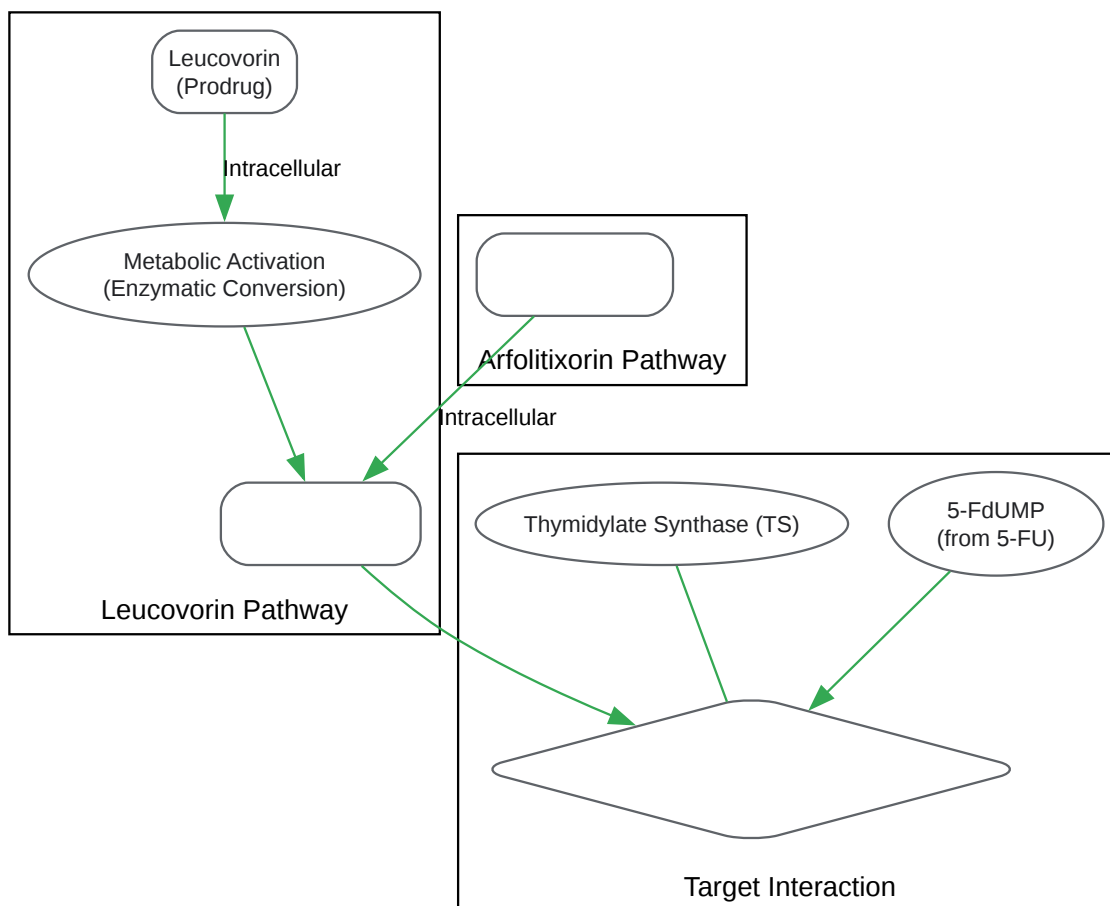 Leucovorin
(Prodrug)
Intracellular
Metabolic Activation
(Enzymatic Conversion)
Arfolitixorin Pathway
Intracellular
Thymidylate Synthase (TS)
5-FdUMP
(from 5-FU)
Leucovorin Pathway
Target Interaction